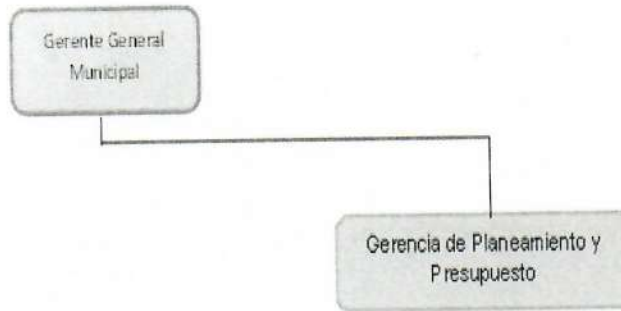 Gerente General
Municipal
Gerencia de Planeamiento y
Presupuesto